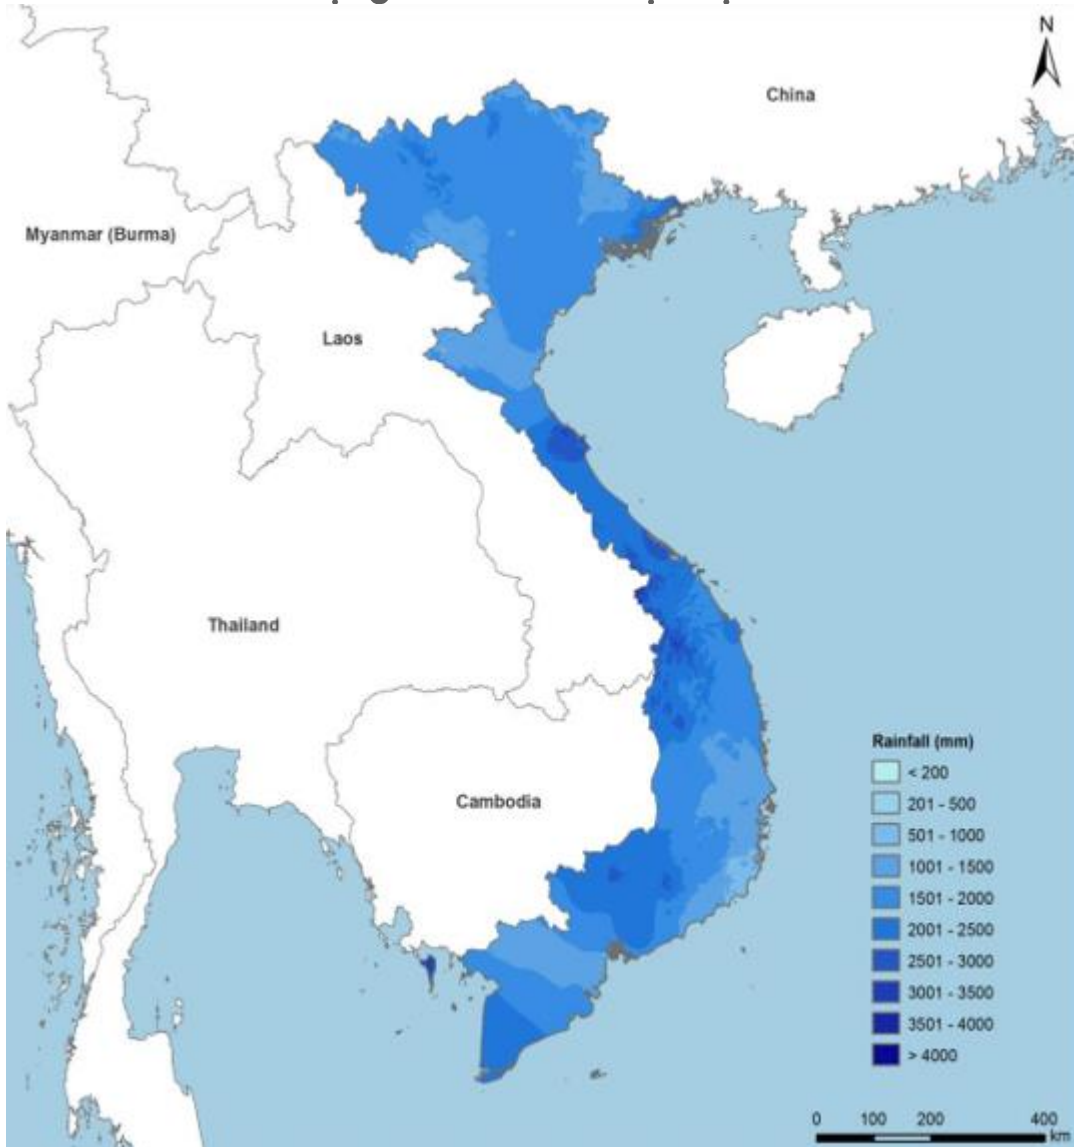 N
China
Myanmar (Burma)
Laos
Thailand
Cambodia
Rainfall (mm)
< 200
201 - 500
501 - 1000
1001 - 1500
1501 - 2000
2001 - 2500
2501 - 3000
3001 - 3500
3501 - 4000
> 4000
0 100 200 400
km